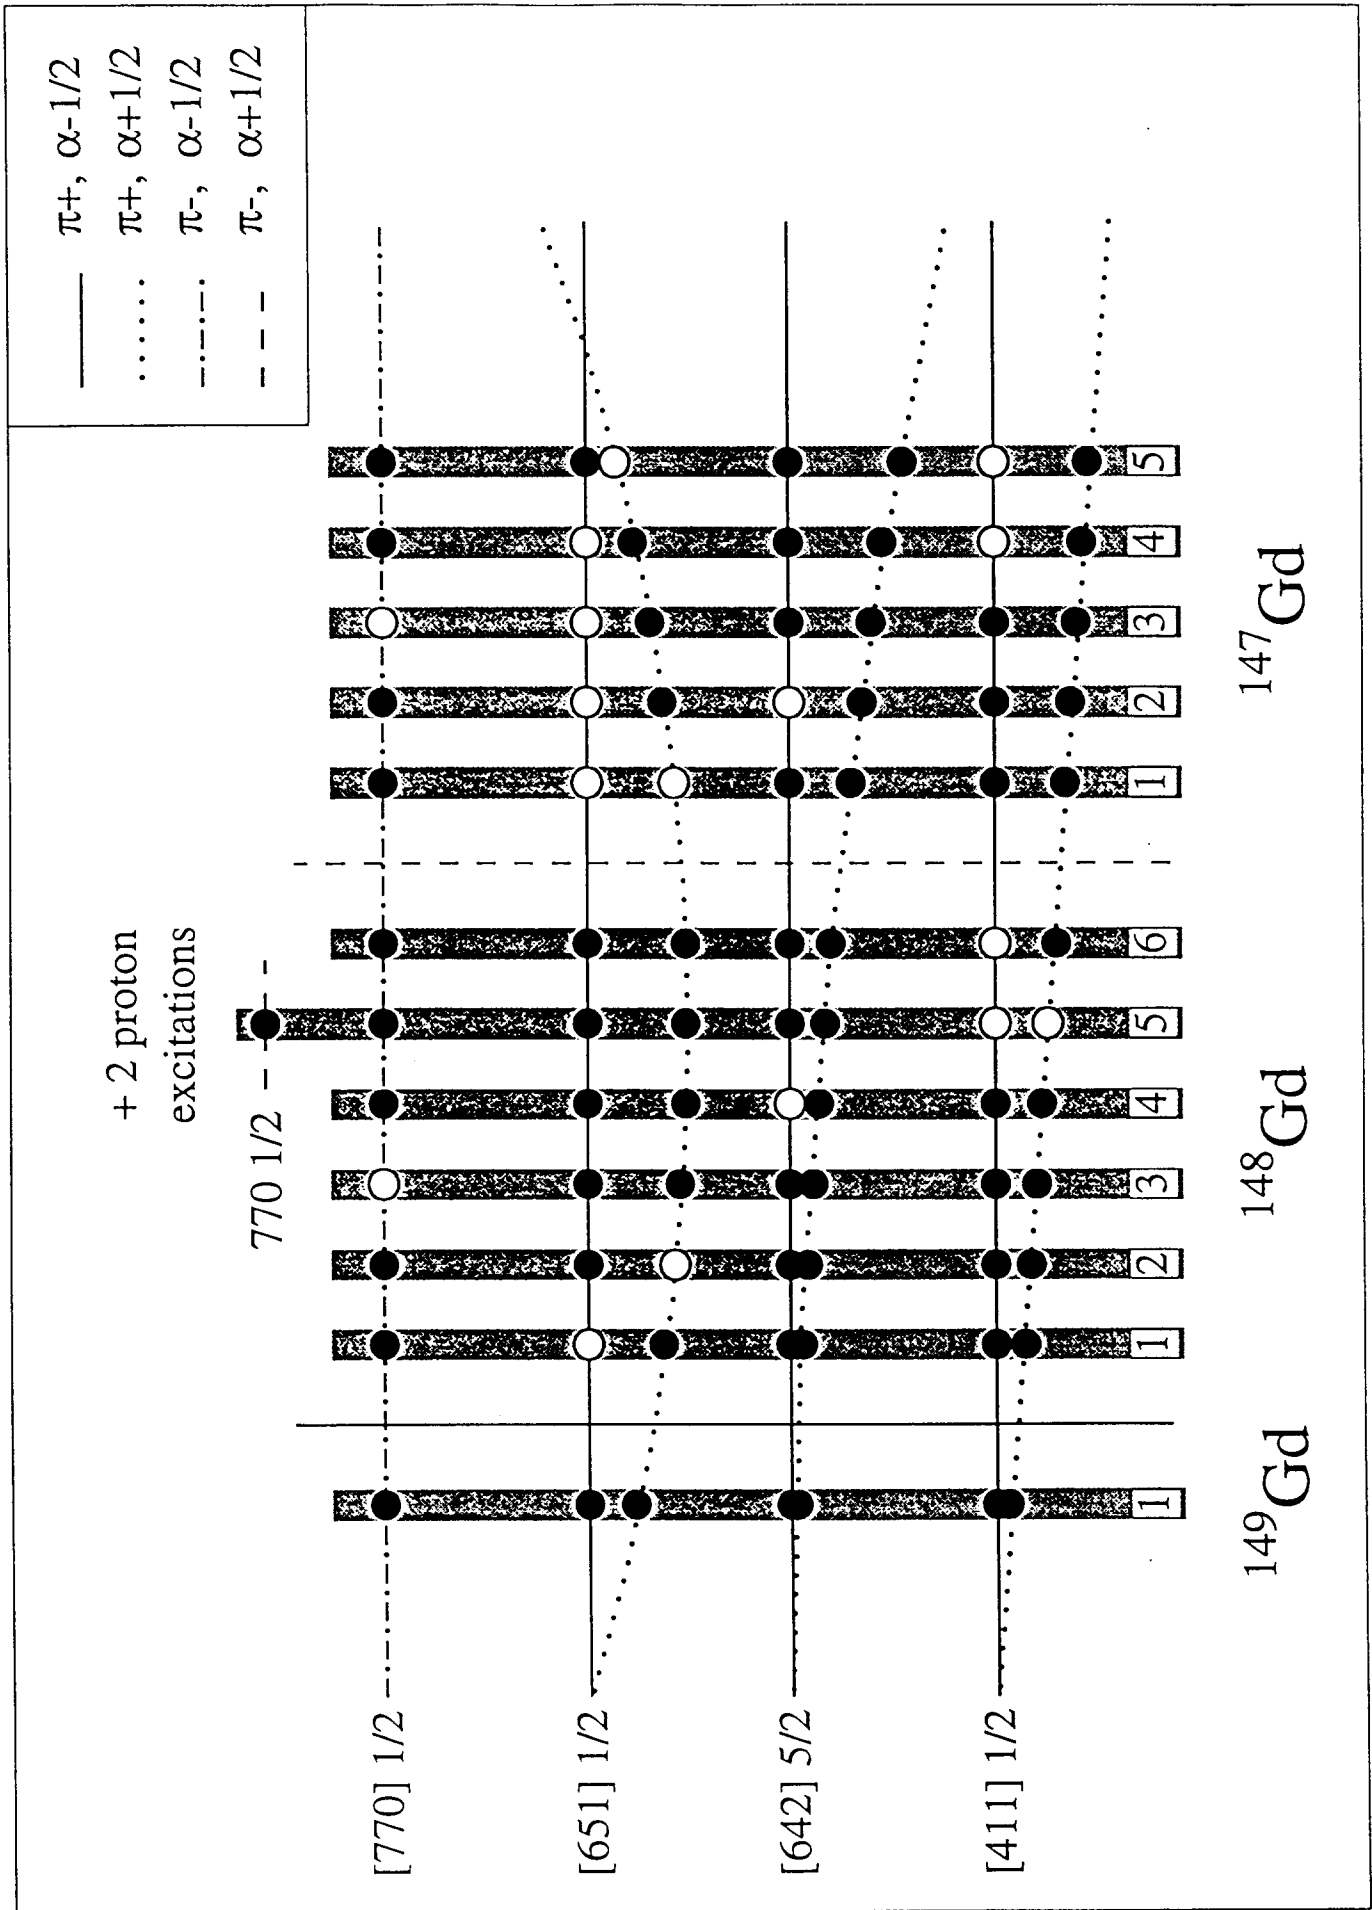 π+, α-1/2
π+, α+1/2
π-, α-1/2
π-, α+1/2
+ 2 proton
excitations
770 1/2
[770] 1/2
[651] 1/2
[642] 5/2
[411] 1/2
1 1 2 3 4 5 6 1 2 3 4 5
149Gd 148Gd 147Gd